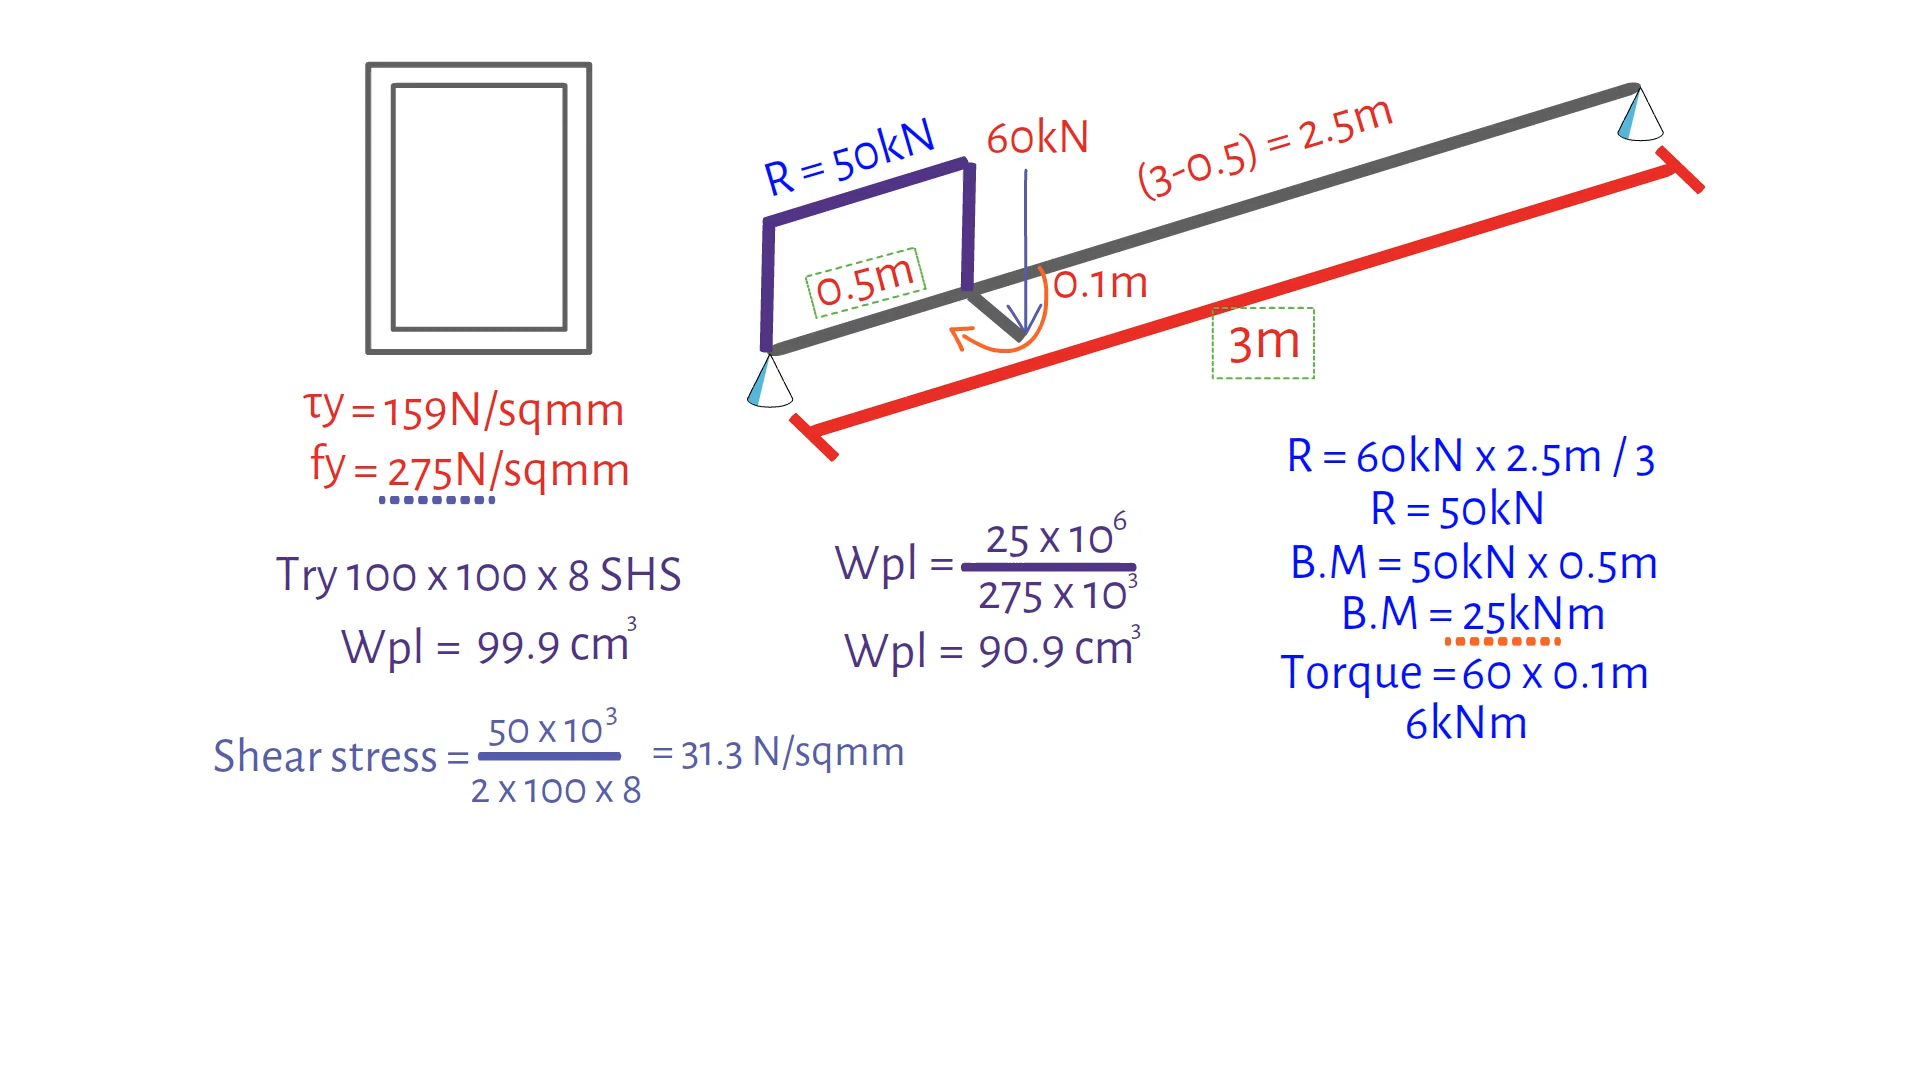 R = 50kN
60kN
(3-0.5) = 2.5m
0.5m
0.1m
3m
τy = 159N/sqmm
fy = 275N/sqmm
Try 100 x 100 x 8 SHS
Wpl = 99.9 cm³
Wpl = 25 x 10⁶
275 x 10³
Wpl = 90.9 cm³
R = 60kN x 2.5m / 3
R = 50kN
B.M = 50kN x 0.5m
B.M = 25kNm
Torque = 60 x 0.1m
6kNm
Shear stress = 50 x 10³ = 31.3 N/sqmm
2 x 100 x 8